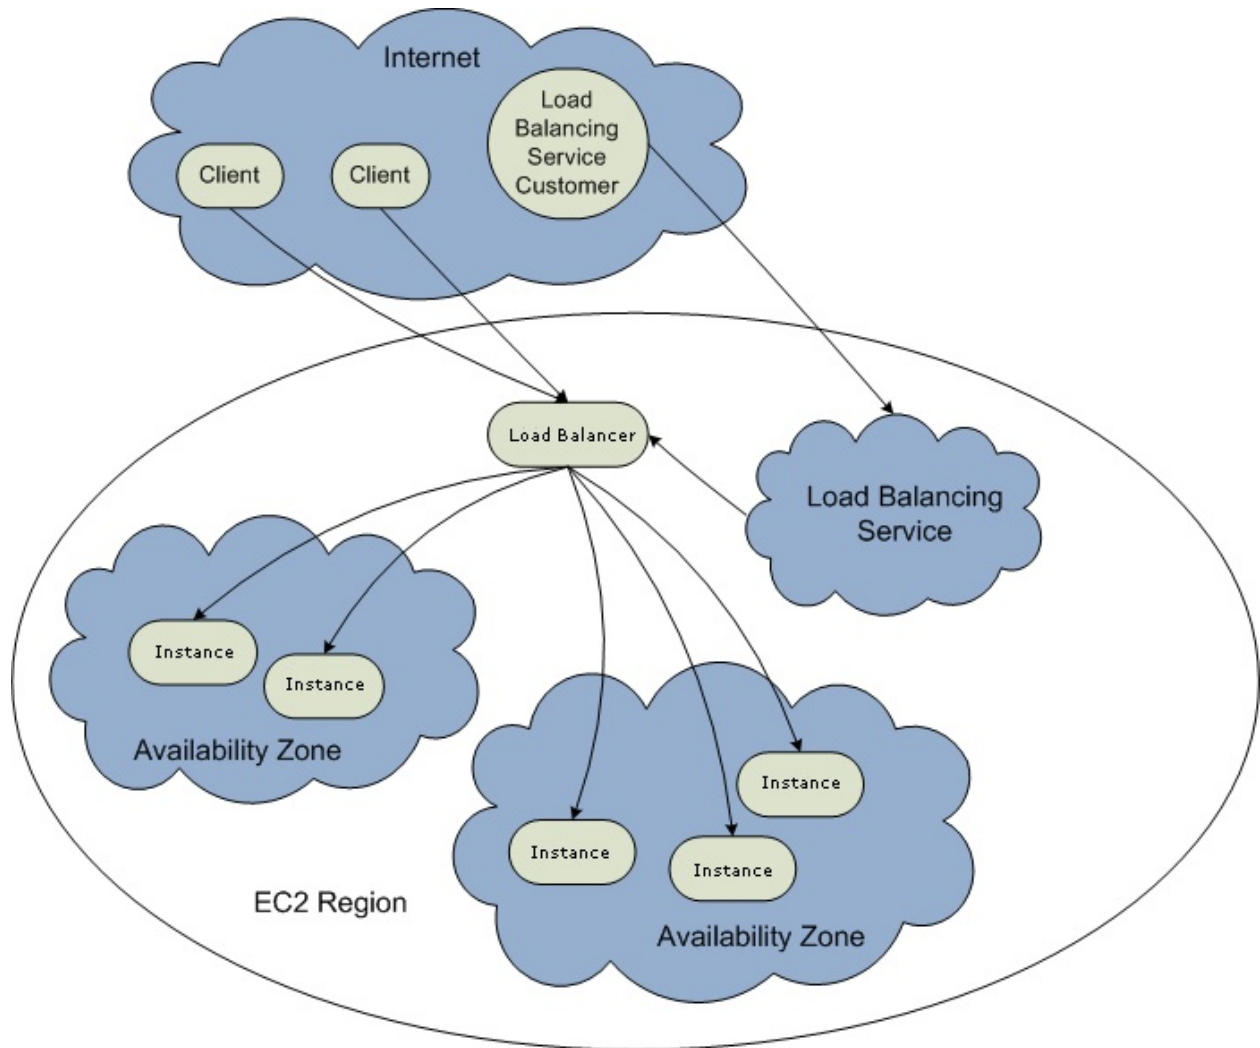 Internet
Load
Balancing
Service
Customer
Client
Client
Load Balancer
Load Balancing
Service
Instance
Instance
Availability Zone
Instance
Instance
Instance
EC2 Region
Availability Zone